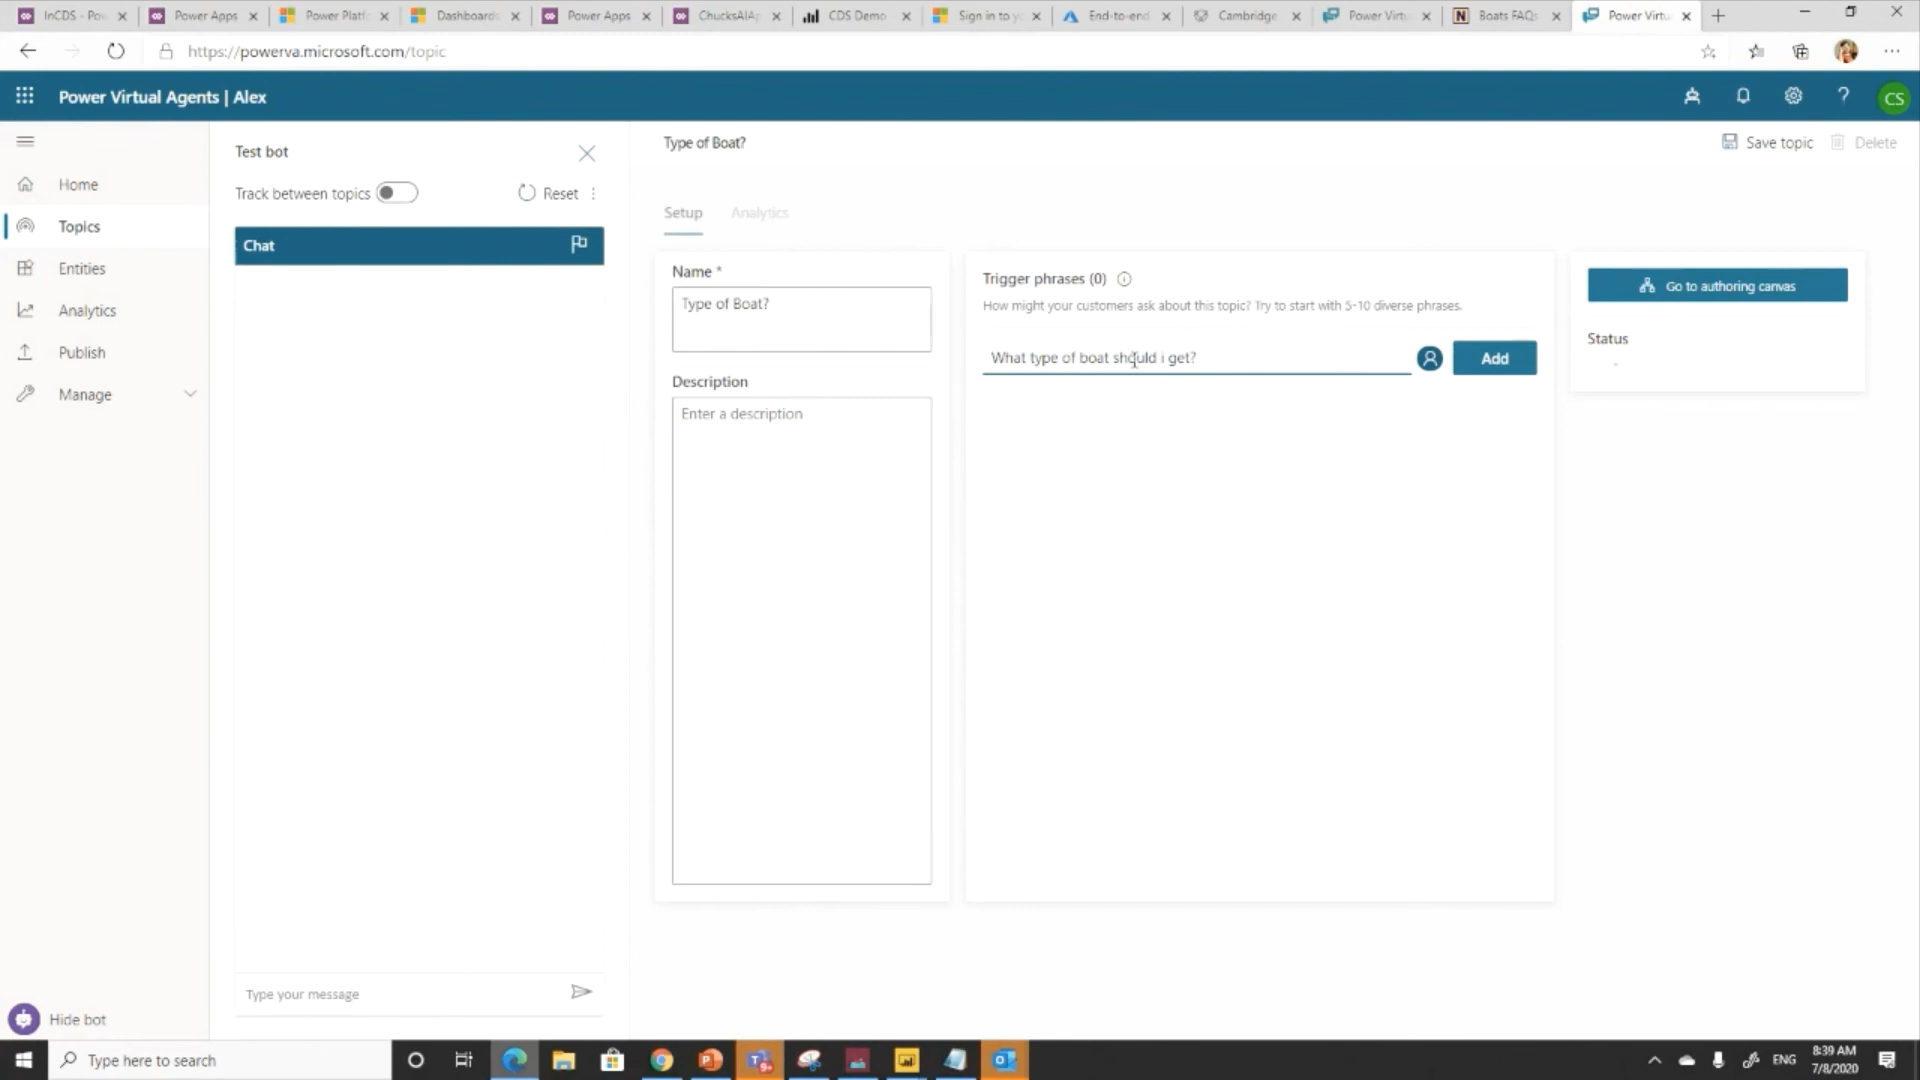 InCDS - Pow
Power Apps
Power Platfo
Dashboards
Power Apps
ChucksAIAp
CDS Demo
Sign in to y
End-to-end
Cambridge
Power Virtu
Boats FAQs
Power Virtu
https://powerva.microsoft.com/topic
Power Virtual Agents | Alex
CS
Home
Topics
Entities
Analytics
Publish
Manage
Hide bot
Test bot
Track between topics
Reset
Chat
Type your message
Type of Boat?
Save topic
Delete
Setup
Analytics
Name *
Type of Boat?
Description
Enter a description
Trigger phrases (0)
How might your customers ask about this topic? Try to start with 5-10 diverse phrases.
What type of boat should i get?
Add
Go to authoring canvas
Status
-
Type here to search
ENG
8:39 AM
7/8/2020